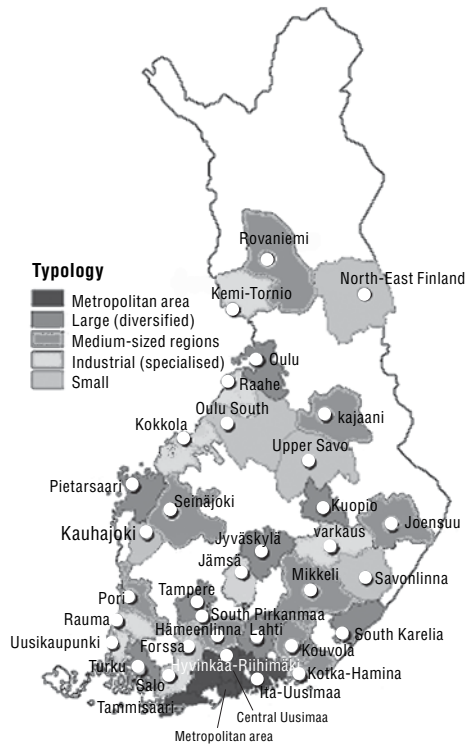 Rovaniemi
North-East Finland
Typology
Kemi-Tornio
Metropolitan area
Large (diversified)
Medium-sized regions
Industrial (specialised)
Small
Oulu
Raahe
Oulu South
kajaani
Kokkola
Upper Savo
Pietarsaari
Seinäjoki
Kuopio
Joensuu
Kauhajoki
varkaus
Jyväskylä
Jämsä
Mikkeli
Savonlinna
Tampere
Pori
South Pirkanmaa
Rauma
Hämeenlinna
Lahti
South Karelia
Uusikaupunki
Forssa
Kouvola
Turku
Hyvinkää-Riihimäki
Kotka-Hamina
Salo
Itä-Uusimaa
Tammisaari
Central Uusimaa
Metropolitan area